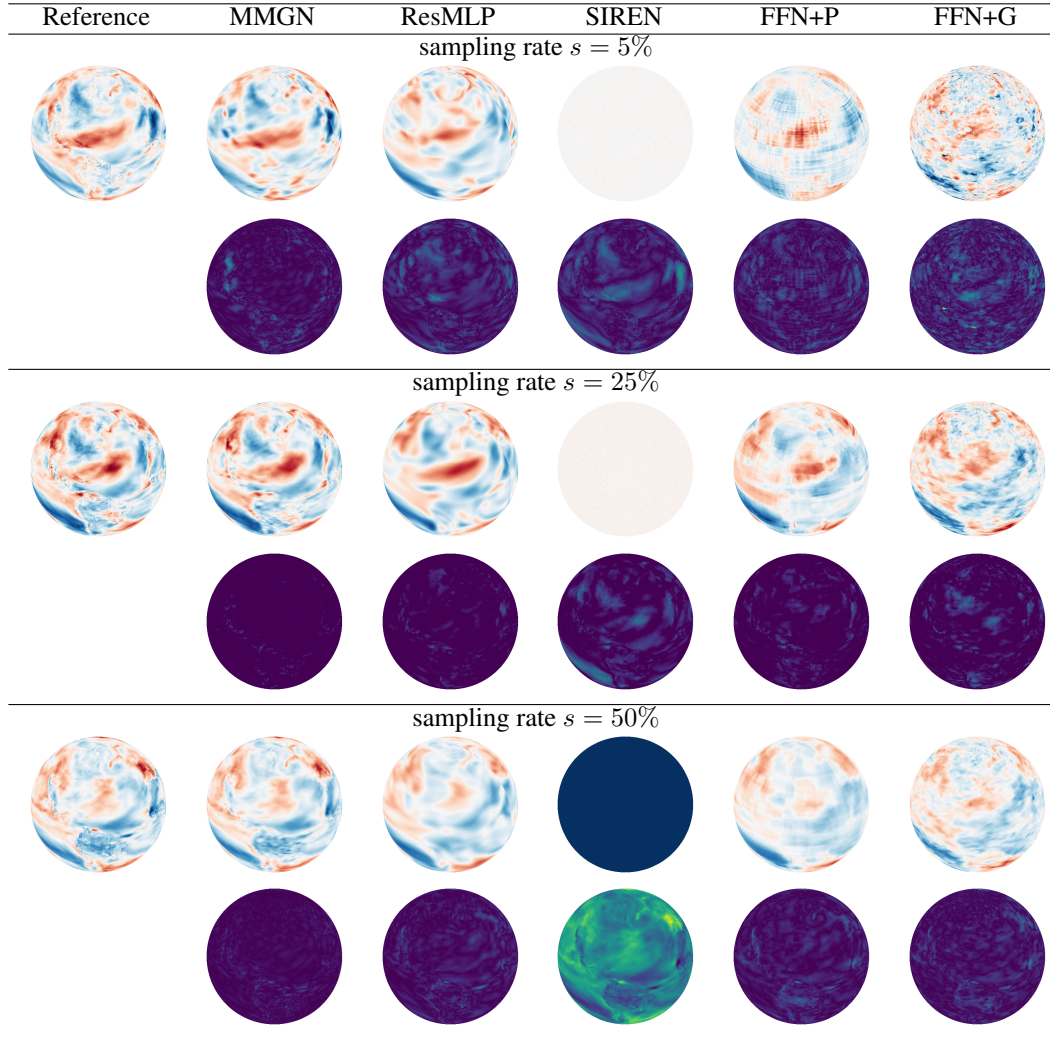 Reference MMGN ResMLP SIREN FFN+P FFN+G
sampling rate s = 5%
sampling rate s = 25%
sampling rate s = 50%